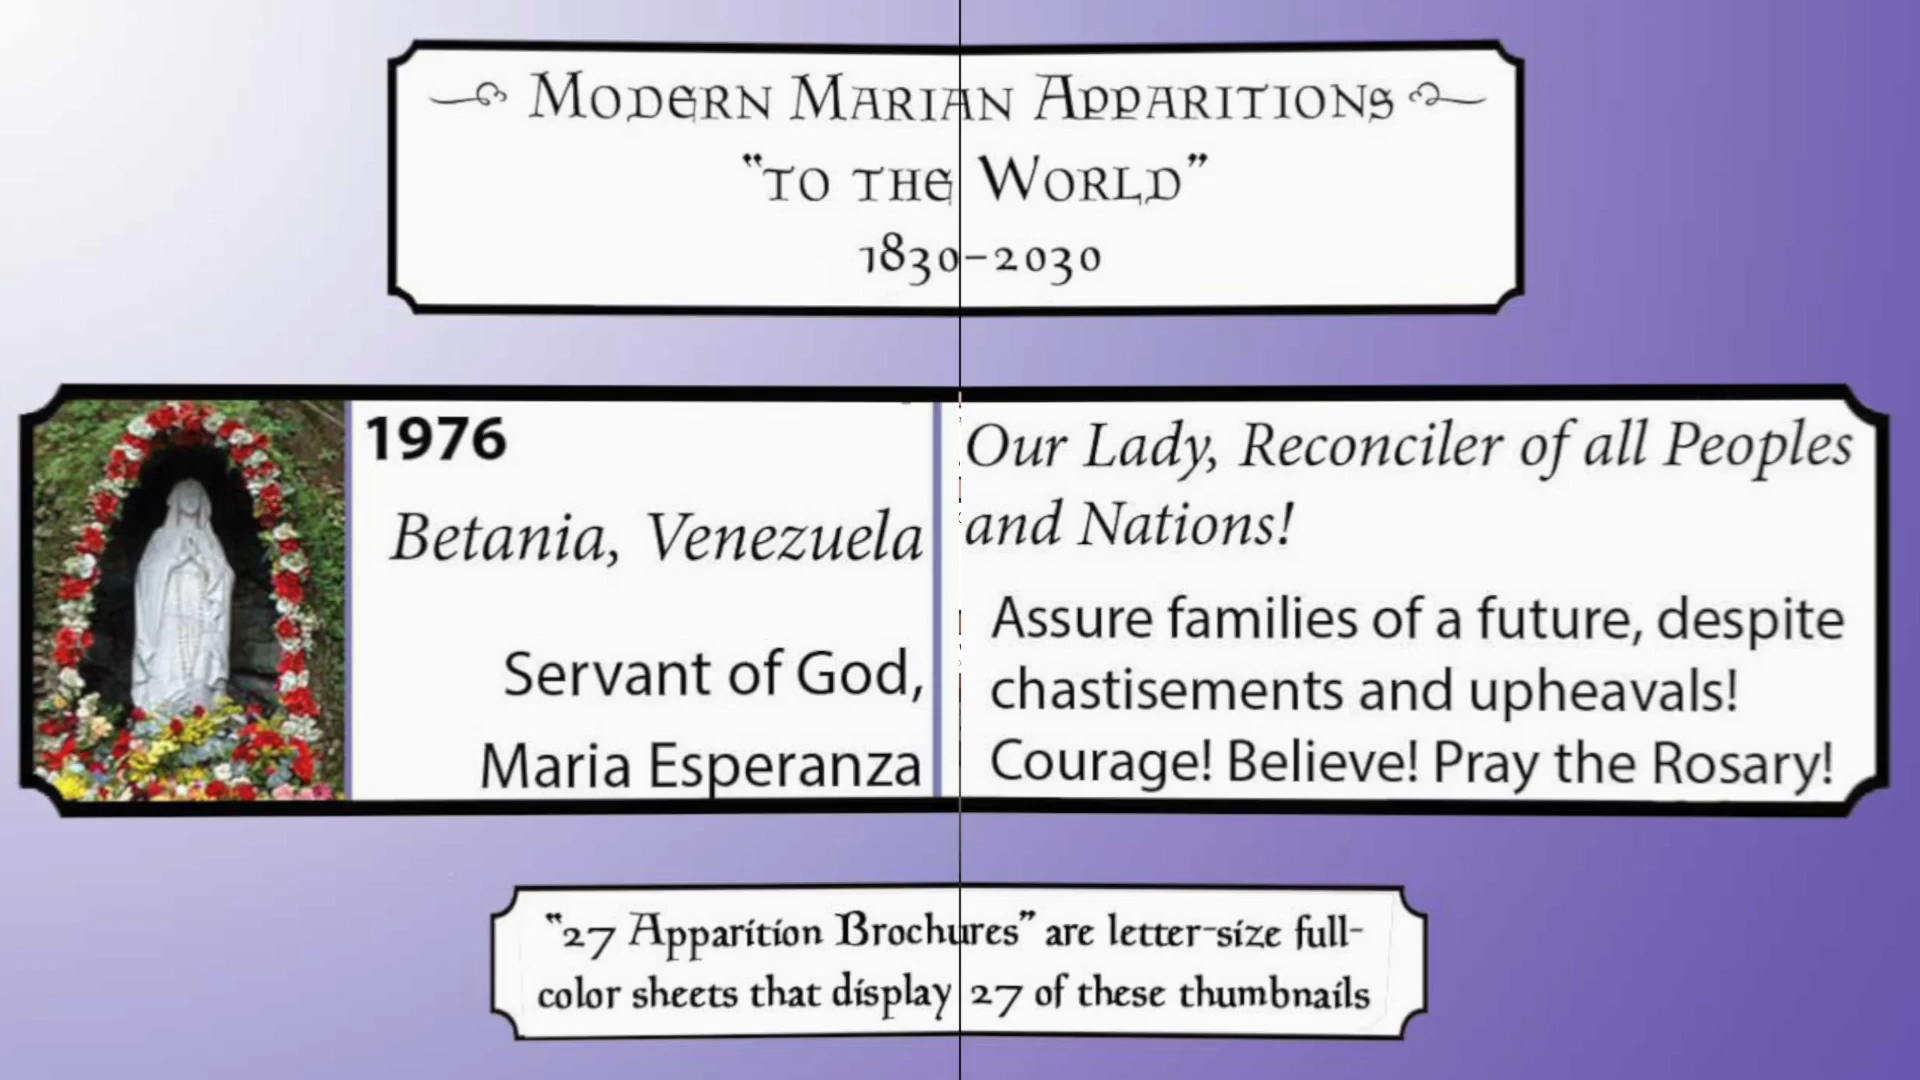 Modern Marian Apparitions
“to the World”
1830–2030
1976
Betania, Venezuela
Servant of God,
Maria Esperanza
Our Lady, Reconciler of all Peoples
and Nations!
Assure families of a future, despite
chastisements and upheavals!
Courage! Believe! Pray the Rosary!
“27 Apparition Brochures” are letter-size full-
color sheets that display 27 of these thumbnails